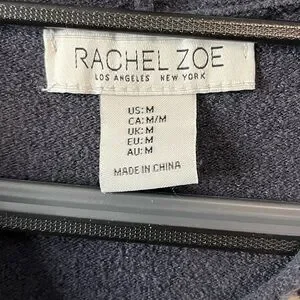 RACHEL ZOE
LOS ANGELES NEW YORK
US: M
CA: M/M
UK: M
EU: M
AU: M
MADE IN CHINA